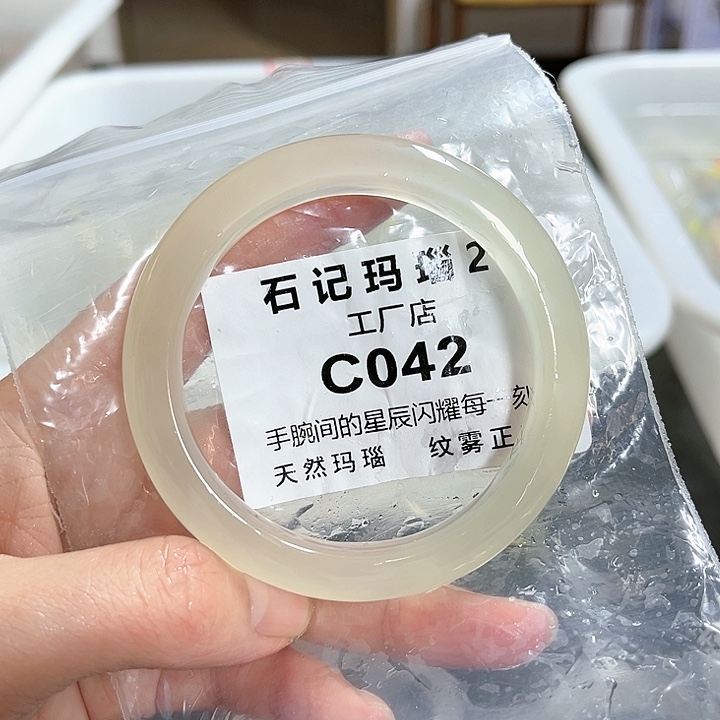 石记玛瑙 2
工厂店
C042
手腕间的星辰闪耀每一刻
天然玛瑙 纹雾正